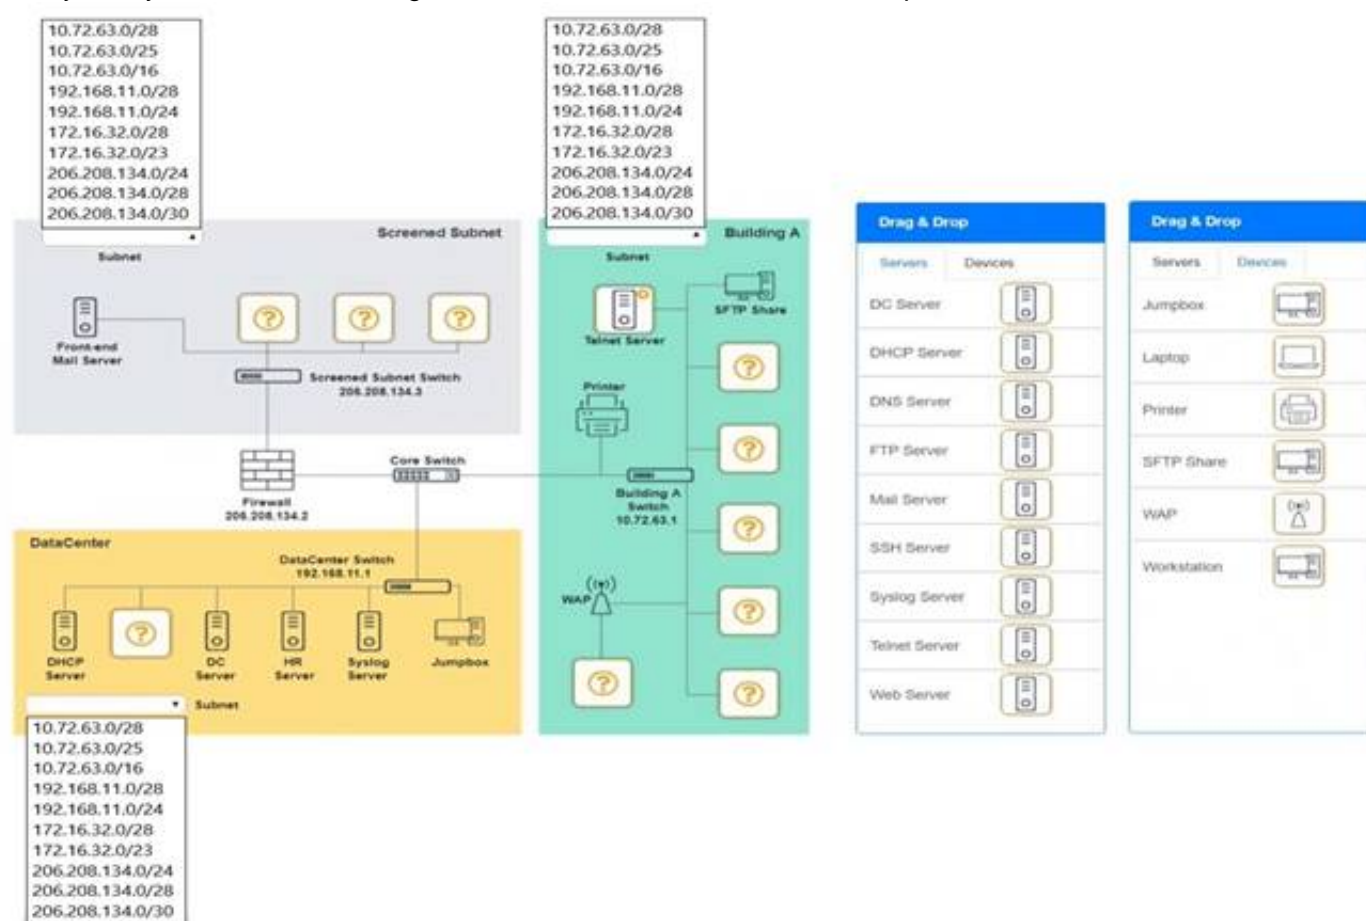 10.72.63.0/28
10.72.63.0/25
10.72.63.0/16
192.168.11.0/28
192.168.11.0/24
172.16.32.0/28
172.16.32.0/23
206.208.134.0/24
206.208.134.0/28
206.208.134.0/30
Screened Subnet
Subnet
Front-end
Mail Server
?
?
?
Screened Subnet Switch
206.208.134.3
Firewall
206.208.134.2
Core Switch
10.72.63.0/28
10.72.63.0/25
10.72.63.0/16
192.168.11.0/28
192.168.11.0/24
172.16.32.0/28
172.16.32.0/23
206.208.134.0/24
206.208.134.0/28
206.208.134.0/30
Building A
Subnet
Telnet Server
SFTP Share
Printer
Building A
Switch
10.72.63.1
WAP
?
?
?
?
?
?
DataCenter
DataCenter Switch
192.168.11.1
DHCP
Server
?
DC
Server
HR
Server
Syslog
Server
Jumpbox
Subnet
10.72.63.0/28
10.72.63.0/25
10.72.63.0/16
192.168.11.0/28
192.168.11.0/24
172.16.32.0/28
172.16.32.0/23
206.208.134.0/24
206.208.134.0/28
206.208.134.0/30
Drag & Drop
Servers Devices
DC Server
DHCP Server
DNS Server
FTP Server
Mail Server
SSH Server
Syslog Server
Telnet Server
Web Server
Drag & Drop
Servers Devices
Jumpbox
Laptop
Printer
SFTP Share
WAP
Workstation